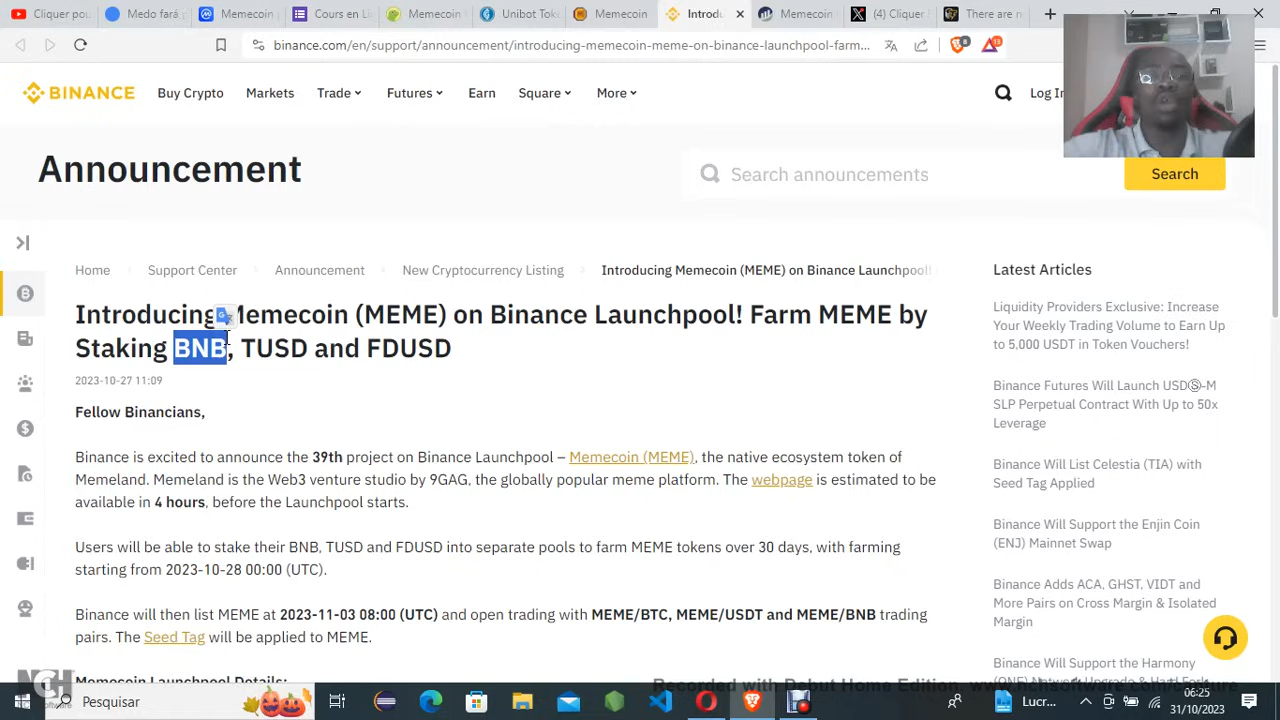 Cliquer pou
Medo fará p
Cours en Li
Memecoin
Unibot Tok
Memecoin
Introdu
Memecoin
(4) Cliquer
There are n
binance.com/en/support/announcement/introducing-memecoin-meme-on-binance-launchpool-farm...
BINANCE
Buy Crypto
Markets
Trade
Futures
Earn
Square
More
Log In
Announcement
Search announcements
Search
Home
Support Center
Announcement
New Cryptocurrency Listing
Introducing Memecoin (MEME) on Binance Launchpool!
Introducing Memecoin (MEME) on Binance Launchpool! Farm MEME by
Staking BNB, TUSD and FDUSD
2023-10-27 11:09
Fellow Binancians,
Binance is excited to announce the 39th project on Binance Launchpool – Memecoin (MEME), the native ecosystem token of
Memeland. Memeland is the Web3 venture studio by 9GAG, the globally popular meme platform. The webpage is estimated to be
available in 4 hours, before the Launchpool starts.
Users will be able to stake their BNB, TUSD and FDUSD into separate pools to farm MEME tokens over 30 days, with farming
starting from 2023-10-28 00:00 (UTC).
Binance will then list MEME at 2023-11-03 08:00 (UTC) and open trading with MEME/BTC, MEME/USDT and MEME/BNB trading
pairs. The Seed Tag will be applied to MEME.
Memecoin Launchpool Details:
Latest Articles
Liquidity Providers Exclusive: Increase
Your Weekly Trading Volume to Earn Up
to 5,000 USDT in Token Vouchers!
Binance Futures Will Launch USDⓈ-M
SLP Perpetual Contract With Up to 50x
Leverage
Binance Will List Celestia (TIA) with
Seed Tag Applied
Binance Will Support the Enjin Coin
(ENJ) Mainnet Swap
Binance Adds ACA, GHST, VIDT and
More Pairs on Cross Margin & Isolated
Margin
Binance Will Support the Harmony
NCH
Software
Recorded with Debut Home Edition. www.nchsoftware.com/capture
Pesquisar
Lucr...
06:25
31/10/2023